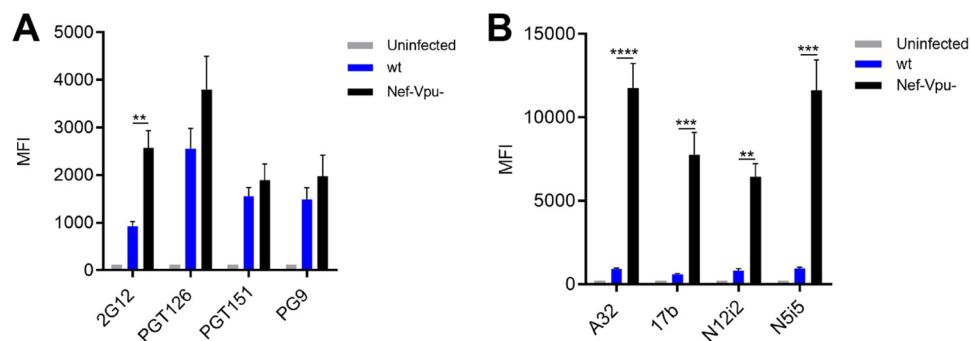 A
MFI
5000
4000
3000
2000
1000
0
**
2G12
PGT126
PGT151
PG9
Uninfected
wt
Nef-Vpu-
B
MFI
15000
10000
5000
0
****
***
**
***
A32
17b
N12i2
N5i5
Uninfected
wt
Nef-Vpu-